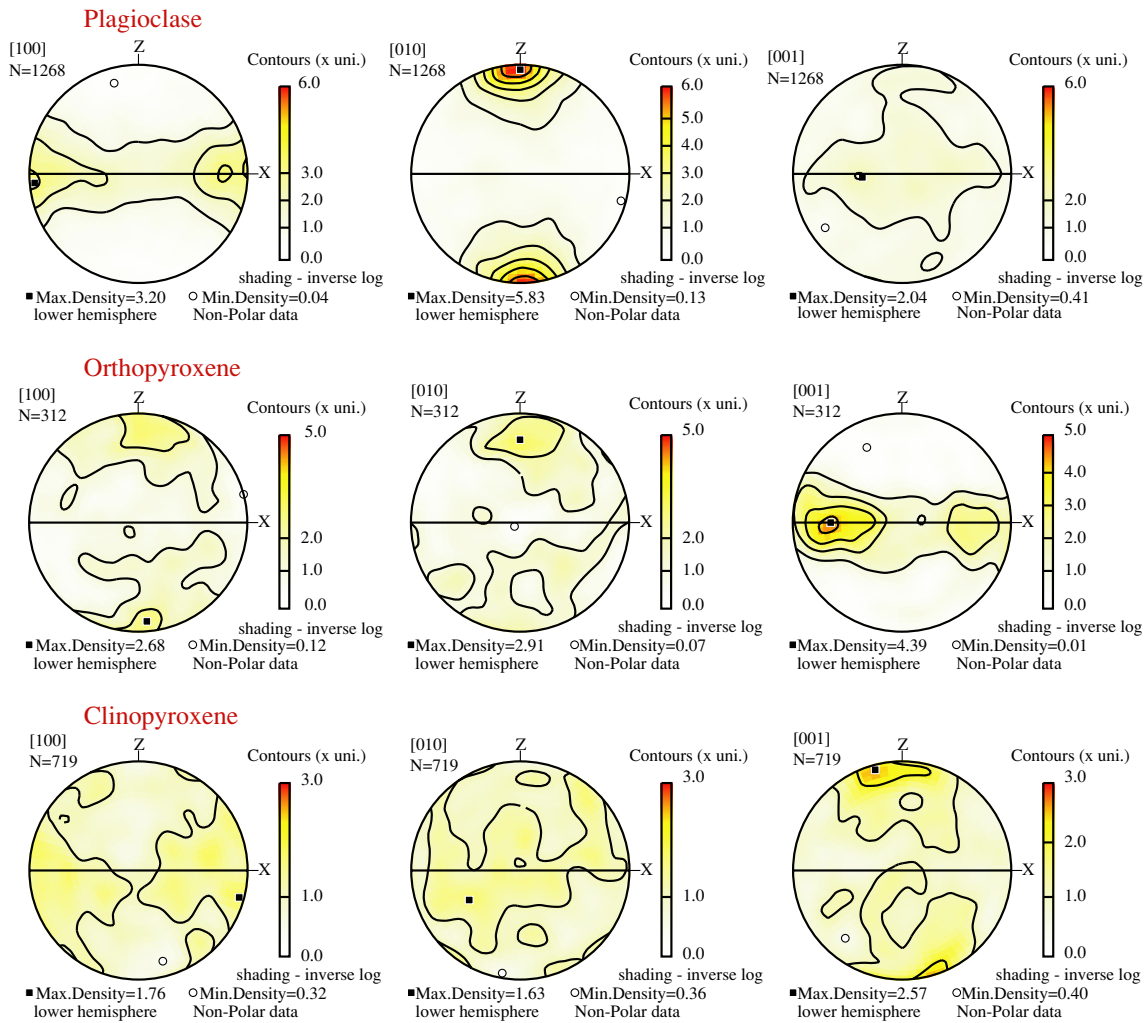 Plagioclase
[100]
N=1268
Z
X
Contours (x uni.)
6.0
3.0
2.0
1.0
0.0
shading - inverse log
Max.Density=3.20 Min.Density=0.04
lower hemisphere Non-Polar data
[010]
N=1268
Z
X
Contours (x uni.)
6.0
5.0
4.0
3.0
2.0
1.0
0.0
shading - inverse log
Max.Density=5.83 Min.Density=0.13
lower hemisphere Non-Polar data
[001]
N=1268
Z
X
Contours (x uni.)
6.0
2.0
1.0
0.0
shading - inverse log
Max.Density=2.04 Min.Density=0.41
lower hemisphere Non-Polar data
Orthopyroxene
[100]
N=312
Z
X
Contours (x uni.)
5.0
2.0
1.0
0.0
shading - inverse log
Max.Density=2.68 Min.Density=0.12
lower hemisphere Non-Polar data
[010]
N=312
Z
X
Contours (x uni.)
5.0
2.0
1.0
0.0
shading - inverse log
Max.Density=2.91 Min.Density=0.07
lower hemisphere Non-Polar data
[001]
N=312
Z
X
Contours (x uni.)
5.0
4.0
3.0
2.0
1.0
0.0
shading - inverse log
Max.Density=4.39 Min.Density=0.01
lower hemisphere Non-Polar data
Clinopyroxene
[100]
N=719
Z
X
Contours (x uni.)
3.0
1.0
0.0
shading - inverse log
Max.Density=1.76 Min.Density=0.32
lower hemisphere Non-Polar data
[010]
N=719
Z
X
Contours (x uni.)
3.0
1.0
0.0
shading - inverse log
Max.Density=1.63 Min.Density=0.36
lower hemisphere Non-Polar data
[001]
N=719
Z
X
Contours (x uni.)
3.0
2.0
1.0
0.0
shading - inverse log
Max.Density=2.57 Min.Density=0.40
lower hemisphere Non-Polar data